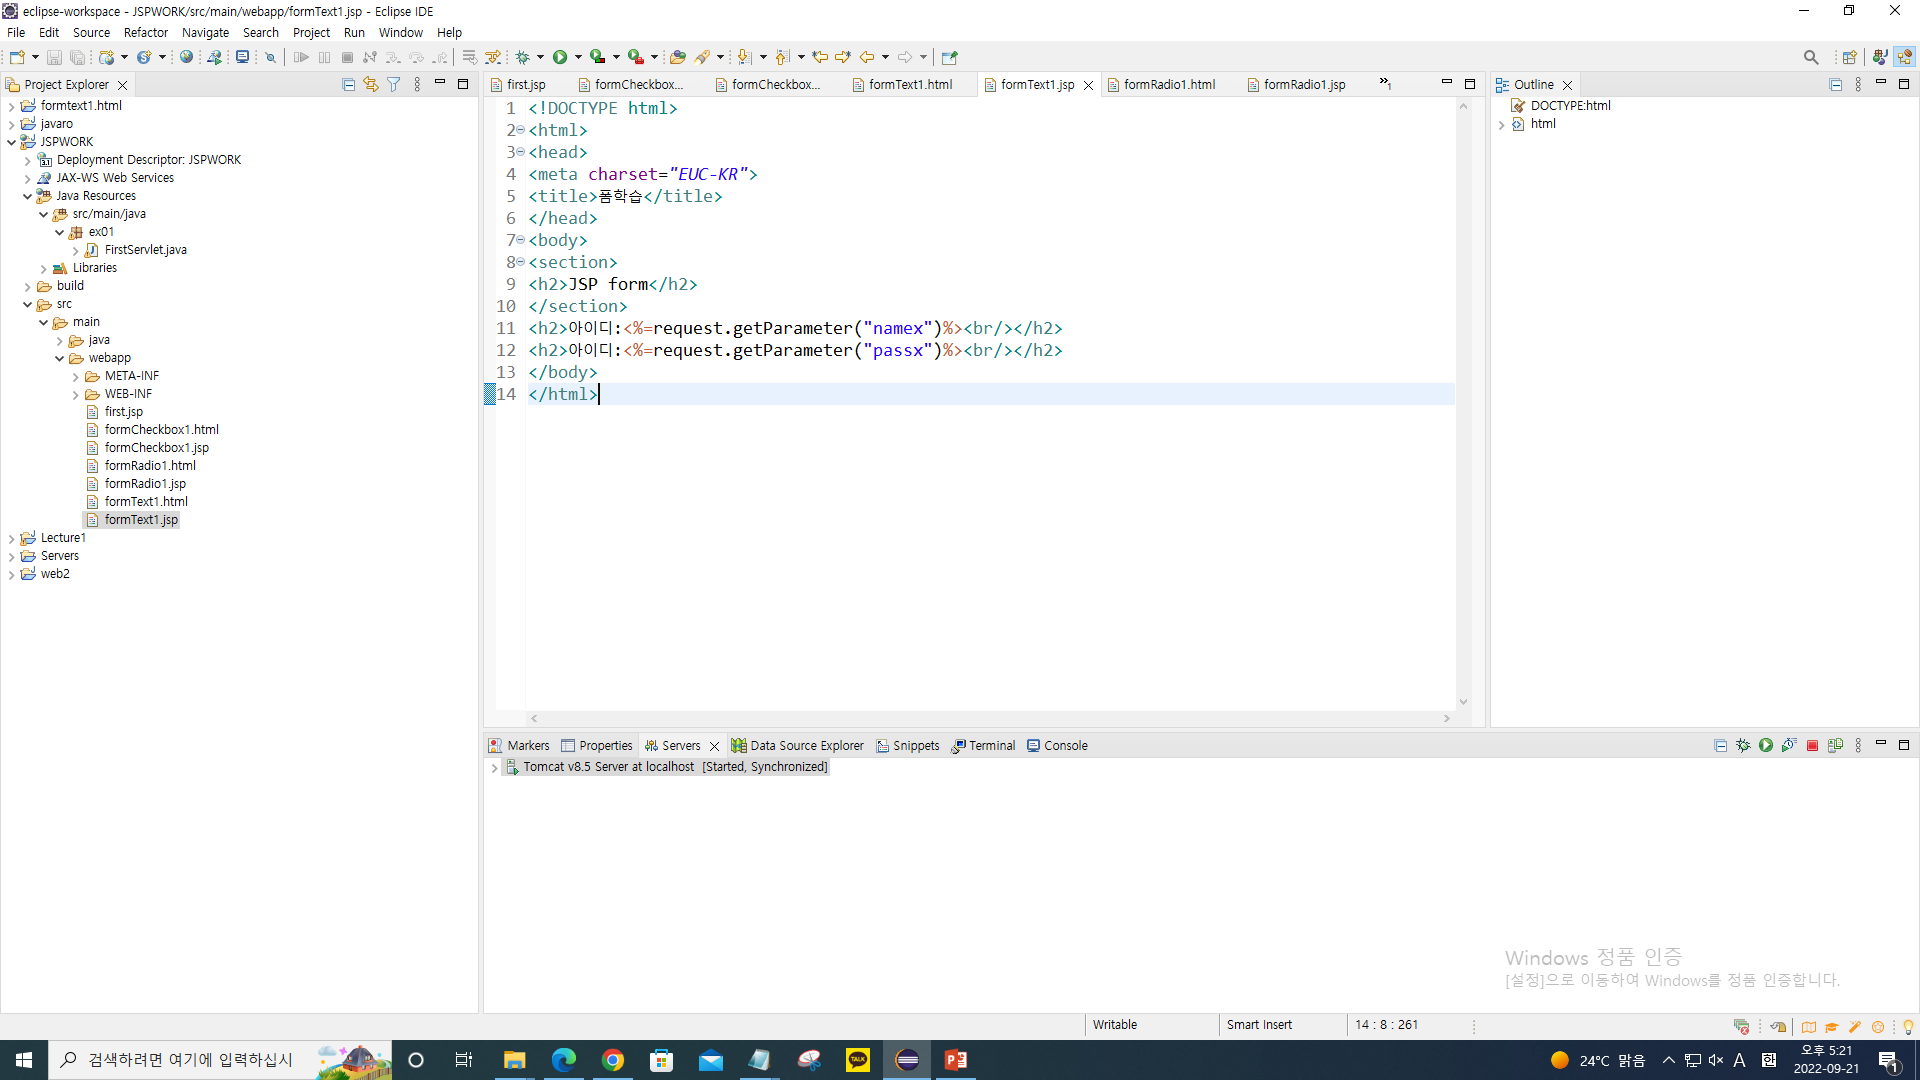 eclipse-workspace - JSPWORK/src/main/webapp/formText1.jsp - Eclipse IDE
File Edit Source Refactor Navigate Search Project Run Window Help
Project Explorer
formtext1.html
javaro
JSPWORK
Deployment Descriptor: JSPWORK
JAX-WS Web Services
Java Resources
src/main/java
ex01
FirstServlet.java
Libraries
build
src
main
java
webapp
META-INF
WEB-INF
first.jsp
formCheckbox1.html
formCheckbox1.jsp
formRadio1.html
formRadio1.jsp
formText1.html
formText1.jsp
Lecture1
Servers
web2
first.jsp formCheckbox... formCheckbox... formText1.html formText1.jsp formRadio1.html formRadio1.jsp »1
1 <!DOCTYPE html>
2 <html>
3 <head>
4 <meta charset="EUC-KR">
5 <title>폼학습</title>
6 </head>
7 <body>
8 <section>
9 <h2>JSP form</h2>
10 </section>
11 <h2>아이디:<%=request.getParameter("namex")%><br/></h2>
12 <h2>아이디:<%=request.getParameter("passx")%><br/></h2>
13 </body>
14 </html>
Outline
DOCTYPE:html
html
Markers Properties Servers Data Source Explorer Snippets Terminal Console
Tomcat v8.5 Server at localhost [Started, Synchronized]
Windows 정품 인증
[설정]으로 이동하여 Windows를 정품 인증합니다.
Writable Smart Insert 14 : 8 : 261
검색하려면 여기에 입력하십시 TALK 24°C 맑음 A 한 오후 5:21
2022-09-21 1